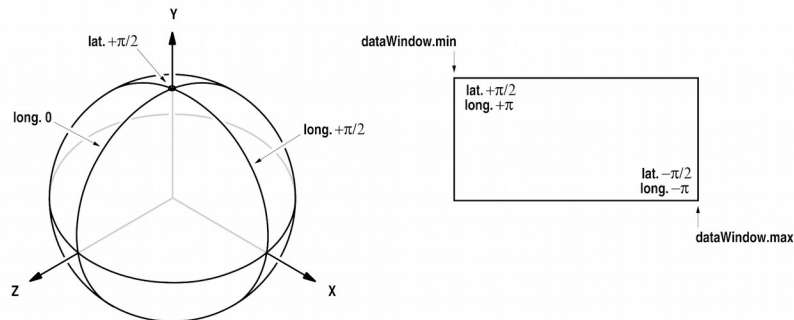 Y
lat. +π/2
long. 0
long. +π/2
Z
X
dataWindow.min
lat. +π/2
long. +π
lat. −π/2
long. −π
dataWindow.max